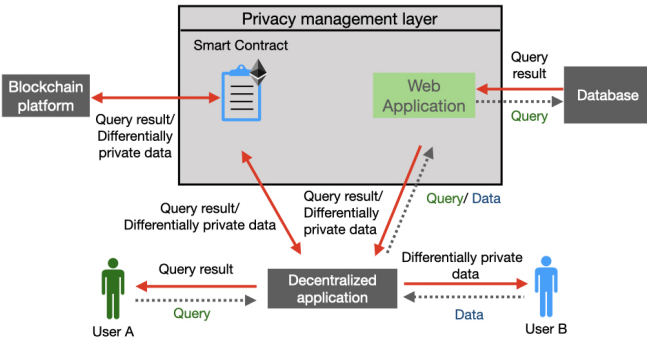 Privacy management layer
Smart Contract
Blockchain
platform
Query result/
Differentially
private data
Web
Application
Query
result
Query
Database
Query result/
Differentially private data
Query result/
Differentially
private data
Query/ Data
Query result
Query
User A
Decentralized
application
Differentially private
data
Data
User B